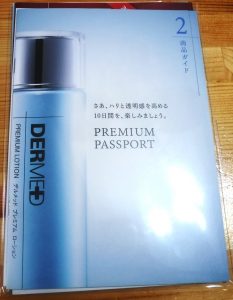 2
商品ガイド
さあ、ハリと透明感を高める
10日間を、楽しみましょう。
PREMIUM
PASSPORT
DERMED
PREMIUM LOTION デルメッド プレミアム ローション